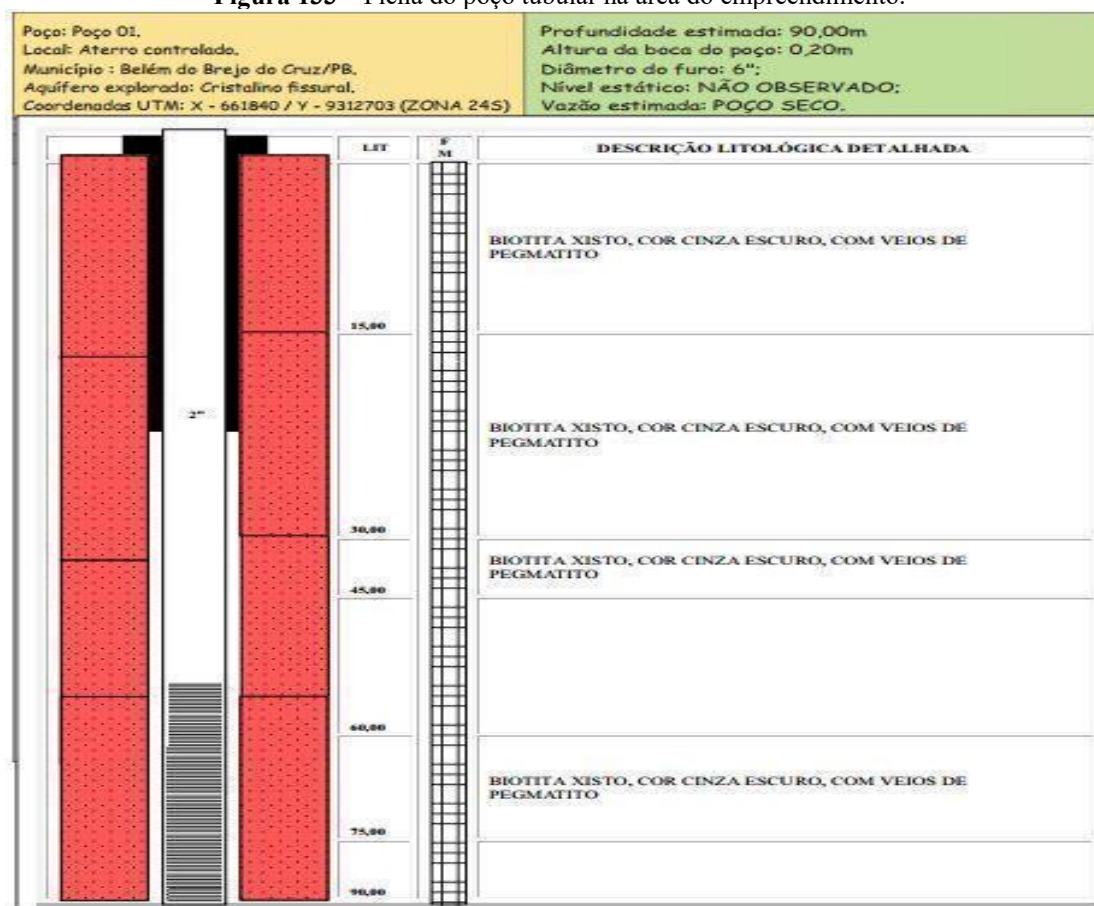 Figura 133 – Ficha do poço tubular na área do empreendimento.
Poço: Poço 01.
Local: Aterro controlado.
Município : Belém do Brejo do Cruz/PB.
Aquífero explorado: Cristalino fissural.
Coordenadas UTM: X - 661840 / Y - 9312703 (ZONA 24S)
Profundidade estimada: 90,00m
Altura da boca do poço: 0,20m
Diâmetro do furo: 6";
Nível estático: NÃO OBSERVADO;
Vazão estimada: POÇO SECO.
LIT
F
M
DESCRIÇÃO LITOLÓGICA DETALHADA
BIOTITA XISTO, COR CINZA ESCURO, COM VEIOS DE
PEGMATITO
15,00
2"
BIOTITA XISTO, COR CINZA ESCURO, COM VEIOS DE
PEGMATITO
30,00
BIOTITA XISTO, COR CINZA ESCURO, COM VEIOS DE
PEGMATITO
45,00
60,00
BIOTITA XISTO, COR CINZA ESCURO, COM VEIOS DE
PEGMATITO
75,00
90,00